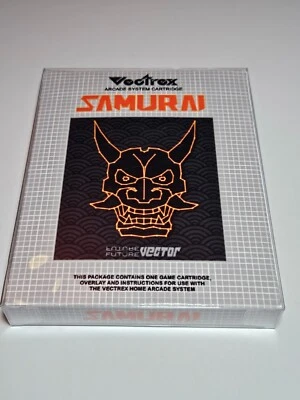 Vectrex
ARCADE SYSTEM CARTRIDGE
SAMURAI
FUTURE VECTOR
THIS PACKAGE CONTAINS ONE GAME CARTRIDGE,
OVERLAY AND INSTRUCTIONS FOR USE WITH
THE VECTREX HOME ARCADE SYSTEM
SAMURAI